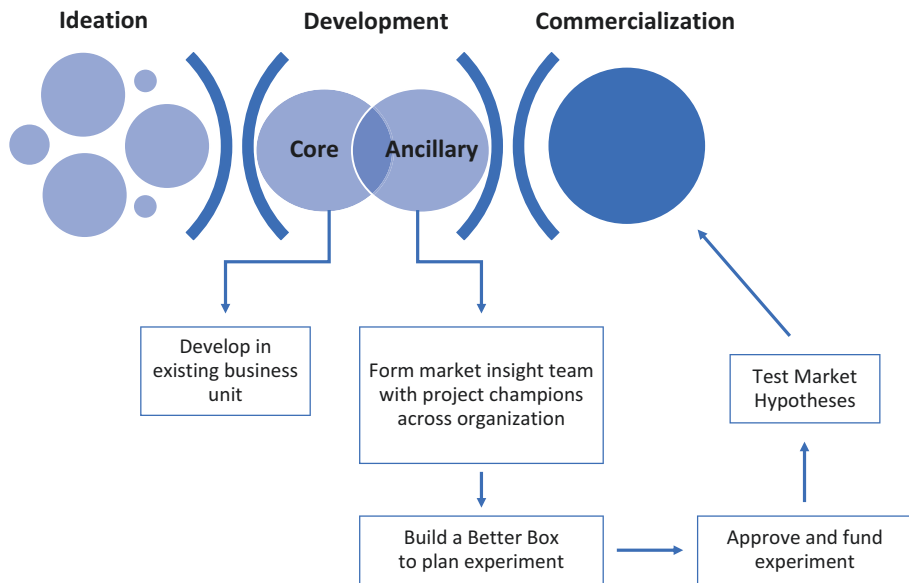 Ideation
Development
Commercialization
Core
Ancillary
Develop in
existing business
unit
Form market insight team
with project champions
across organization
Test Market
Hypotheses
Build a Better Box
to plan experiment
Approve and fund
experiment